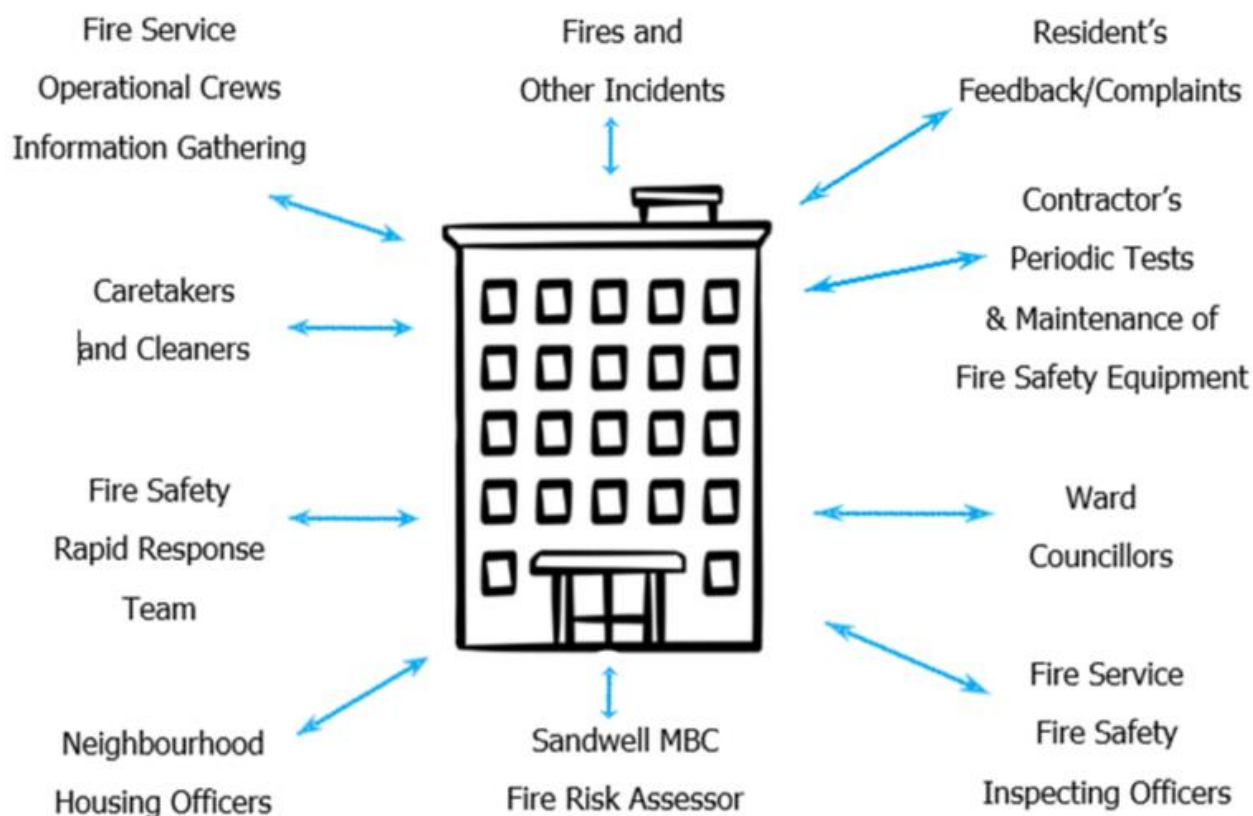 Fire Service
Operational Crews
Information Gathering
Fires and
Other Incidents
Resident's
Feedback/Complaints
Contractor's
Periodic Tests
& Maintenance of
Fire Safety Equipment
Caretakers
and Cleaners
Fire Safety
Rapid Response
Team
Ward
Councillors
Neighbourhood
Housing Officers
Sandwell MBC
Fire Risk Assessor
Fire Service
Fire Safety
Inspecting Officers